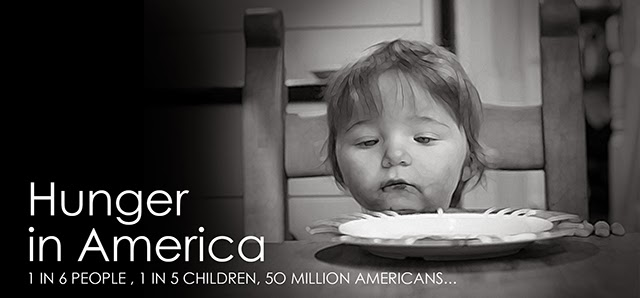 Hunger
in America
1 IN 6 PEOPLE , 1 IN 5 CHILDREN, 50 MILLION AMERICANS...